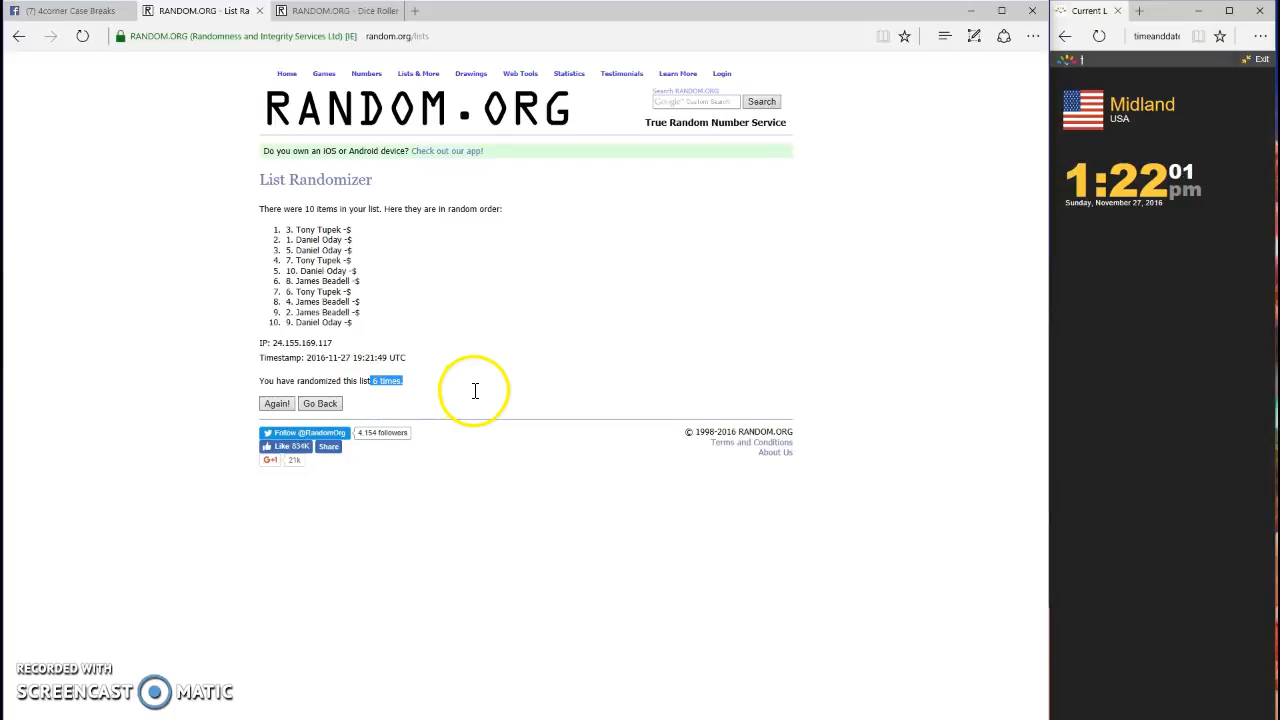 (7) 4corner Case Breaks
RANDOM.ORG - List Ra
RANDOM.ORG - Dice Roller
Current L
RANDOM.ORG (Randomness and Integrity Services Ltd) [IE]
random.org/lists
timeanddate
Exit
Home Games Numbers Lists & More Drawings Web Tools Statistics Testimonials Learn More Login
RANDOM.ORG
Search RANDOM.ORG
Google™ Custom Search
Search
True Random Number Service
Do you own an iOS or Android device? Check out our app!
List Randomizer
There were 10 items in your list. Here they are in random order:
1. 3. Tony Tupek -$
2. 1. Daniel Oday -$
3. 5. Daniel Oday -$
4. 7. Tony Tupek -$
5. 10. Daniel Oday -$
6. 8. James Beadell -$
7. 6. Tony Tupek -$
8. 4. James Beadell -$
9. 2. James Beadell -$
10. 9. Daniel Oday -$
IP: 24.155.169.117
Timestamp: 2016-11-27 19:21:49 UTC
You have randomized this list 6 times.
Again! Go Back
Follow @RandomOrg 4,154 followers
Like 834K Share
G+1 21k
© 1998-2016 RANDOM.ORG
Terms and Conditions
About Us
Midland
USA
1:22 01 pm
Sunday, November 27, 2016
RECORDED WITH
SCREENCAST MATIC